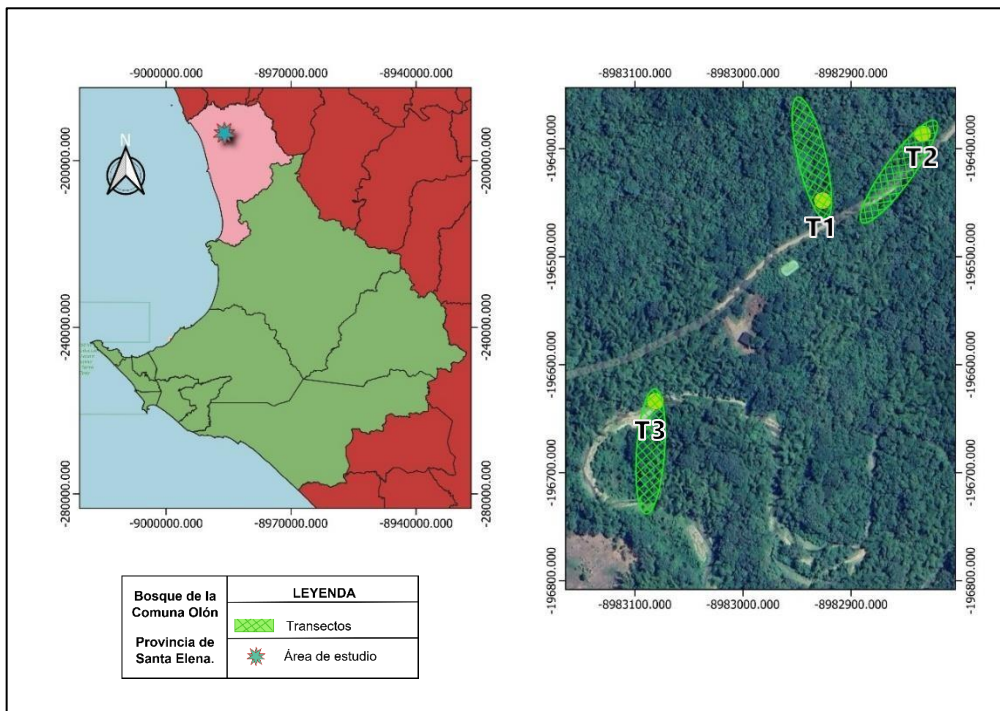 -9000000.000 -8970000.000 -8940000.000
-200000.000
-240000.000
-280000.000
N
-200000.000
-240000.000
-280000.000
-9000000.000 -8970000.000 -8940000.000
-8983100.000 -8983000.000 -8982900.000
-196400.000
-196500.000
-196600.000
-196700.000
-196800.000
T1
T2
T3
-196400.000
-196500.000
-196600.000
-196700.000
-196800.000
-8983100.000 -8983000.000 -8982900.000
Bosque de la
Comuna Olón
Provincia de
Santa Elena.
LEYENDA
Transectos
Área de estudio